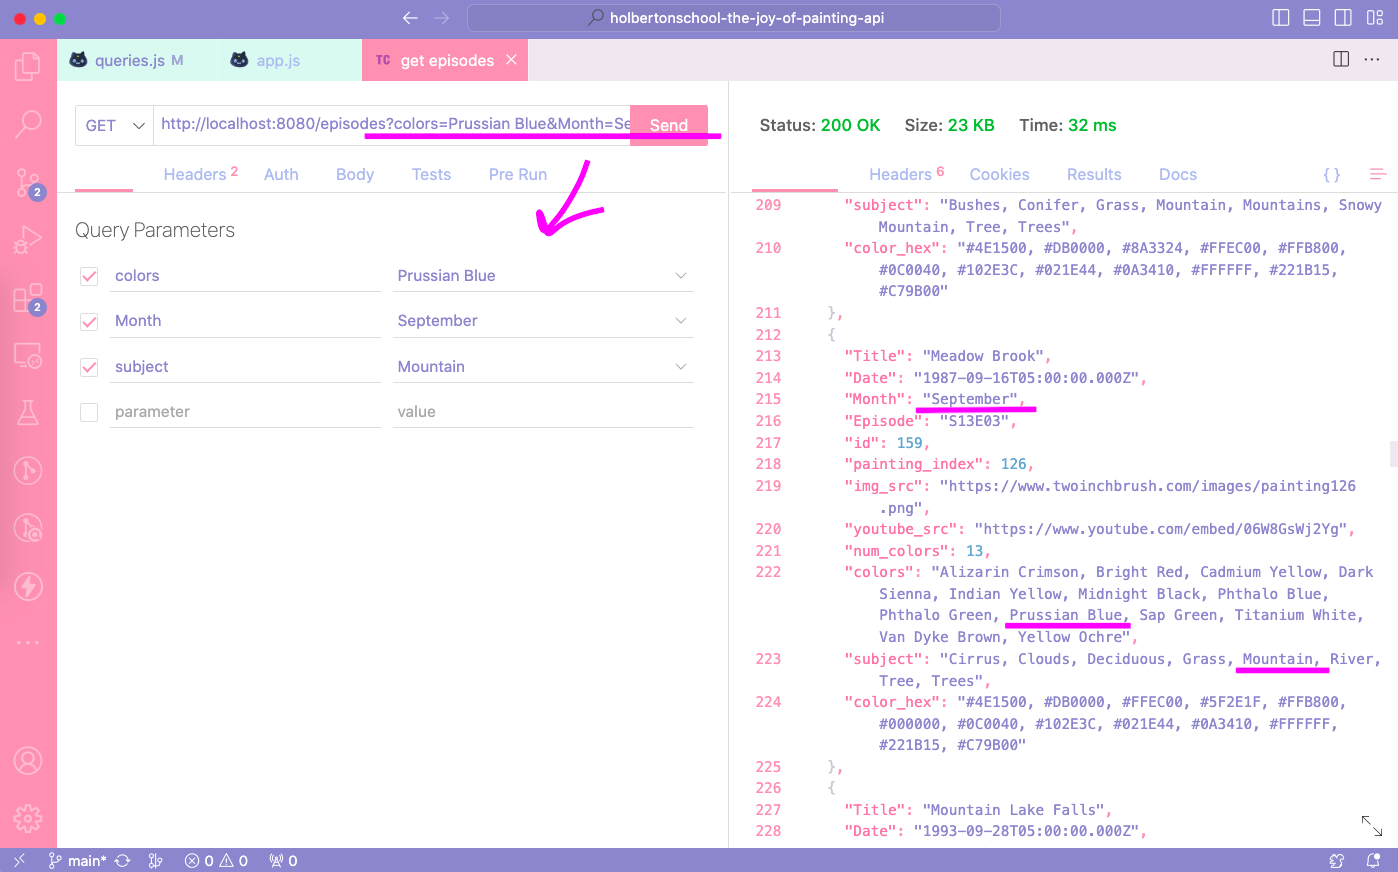 holbertonschool-the-joy-of-painting-api
queries.js M
app.js
TC get episodes
GET
http://localhost:8080/episodes?colors=Prussian Blue&Month=Se
Send
Headers 2
Auth
Body
Tests
Pre Run
Query Parameters
colors Prussian Blue
Month September
subject Mountain
parameter value
2
2
Status: 200 OK Size: 23 KB Time: 32 ms
Headers 6
Cookies
Results
Docs
{ }
209 "subject": "Bushes, Conifer, Grass, Mountain, Mountains, Snowy
Mountain, Tree, Trees",
210 "color_hex": "#4E1500, #DB0000, #8A3324, #FFEC00, #FFB800,
#0C0040, #102E3C, #021E44, #0A3410, #FFFFFF, #221B15,
#C79B00"
211 },
212 {
213 "Title": "Meadow Brook",
214 "Date": "1987-09-16T05:00:00.000Z",
215 "Month": "September",
216 "Episode": "S13E03",
217 "id": 159,
218 "painting_index": 126,
219 "img_src": "https://www.twoinchbrush.com/images/painting126
.png",
220 "youtube_src": "https://www.youtube.com/embed/06W8GsWj2Yg",
221 "num_colors": 13,
222 "colors": "Alizarin Crimson, Bright Red, Cadmium Yellow, Dark
Sienna, Indian Yellow, Midnight Black, Phthalo Blue,
Phthalo Green, Prussian Blue, Sap Green, Titanium White,
Van Dyke Brown, Yellow Ochre",
223 "subject": "Cirrus, Clouds, Deciduous, Grass, Mountain, River,
Tree, Trees",
224 "color_hex": "#4E1500, #DB0000, #FFEC00, #5F2E1F, #FFB800,
#000000, #0C0040, #102E3C, #021E44, #0A3410, #FFFFFF,
#221B15, #C79B00"
225 },
226 {
227 "Title": "Mountain Lake Falls",
228 "Date": "1993-09-28T05:00:00.000Z",
main* 0 0 0